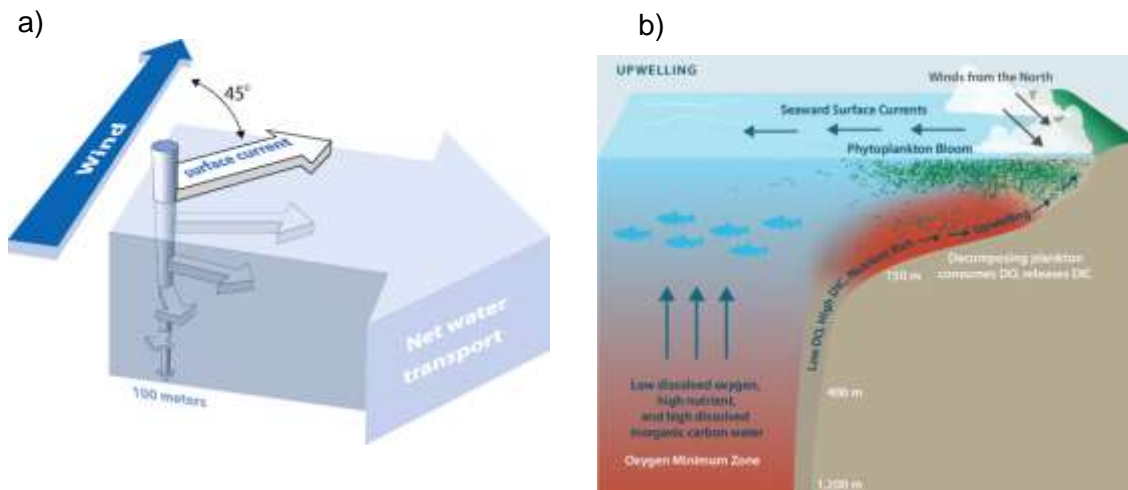 a)
45°
Wind
surface current
Net water
transport
100 meters
b)
UPWELLING
Winds from the North
Seaward Surface Currents
Phytoplankton Bloom
Low DO, High DIC, Nutrient Rich
Upwelling
Decomposing plankton
consumes DO, releases DIC
150 m
Low dissolved oxygen,
high nutrient,
and high dissolved
inorganic carbon water
400 m
Oxygen Minimum Zone
1,200 m